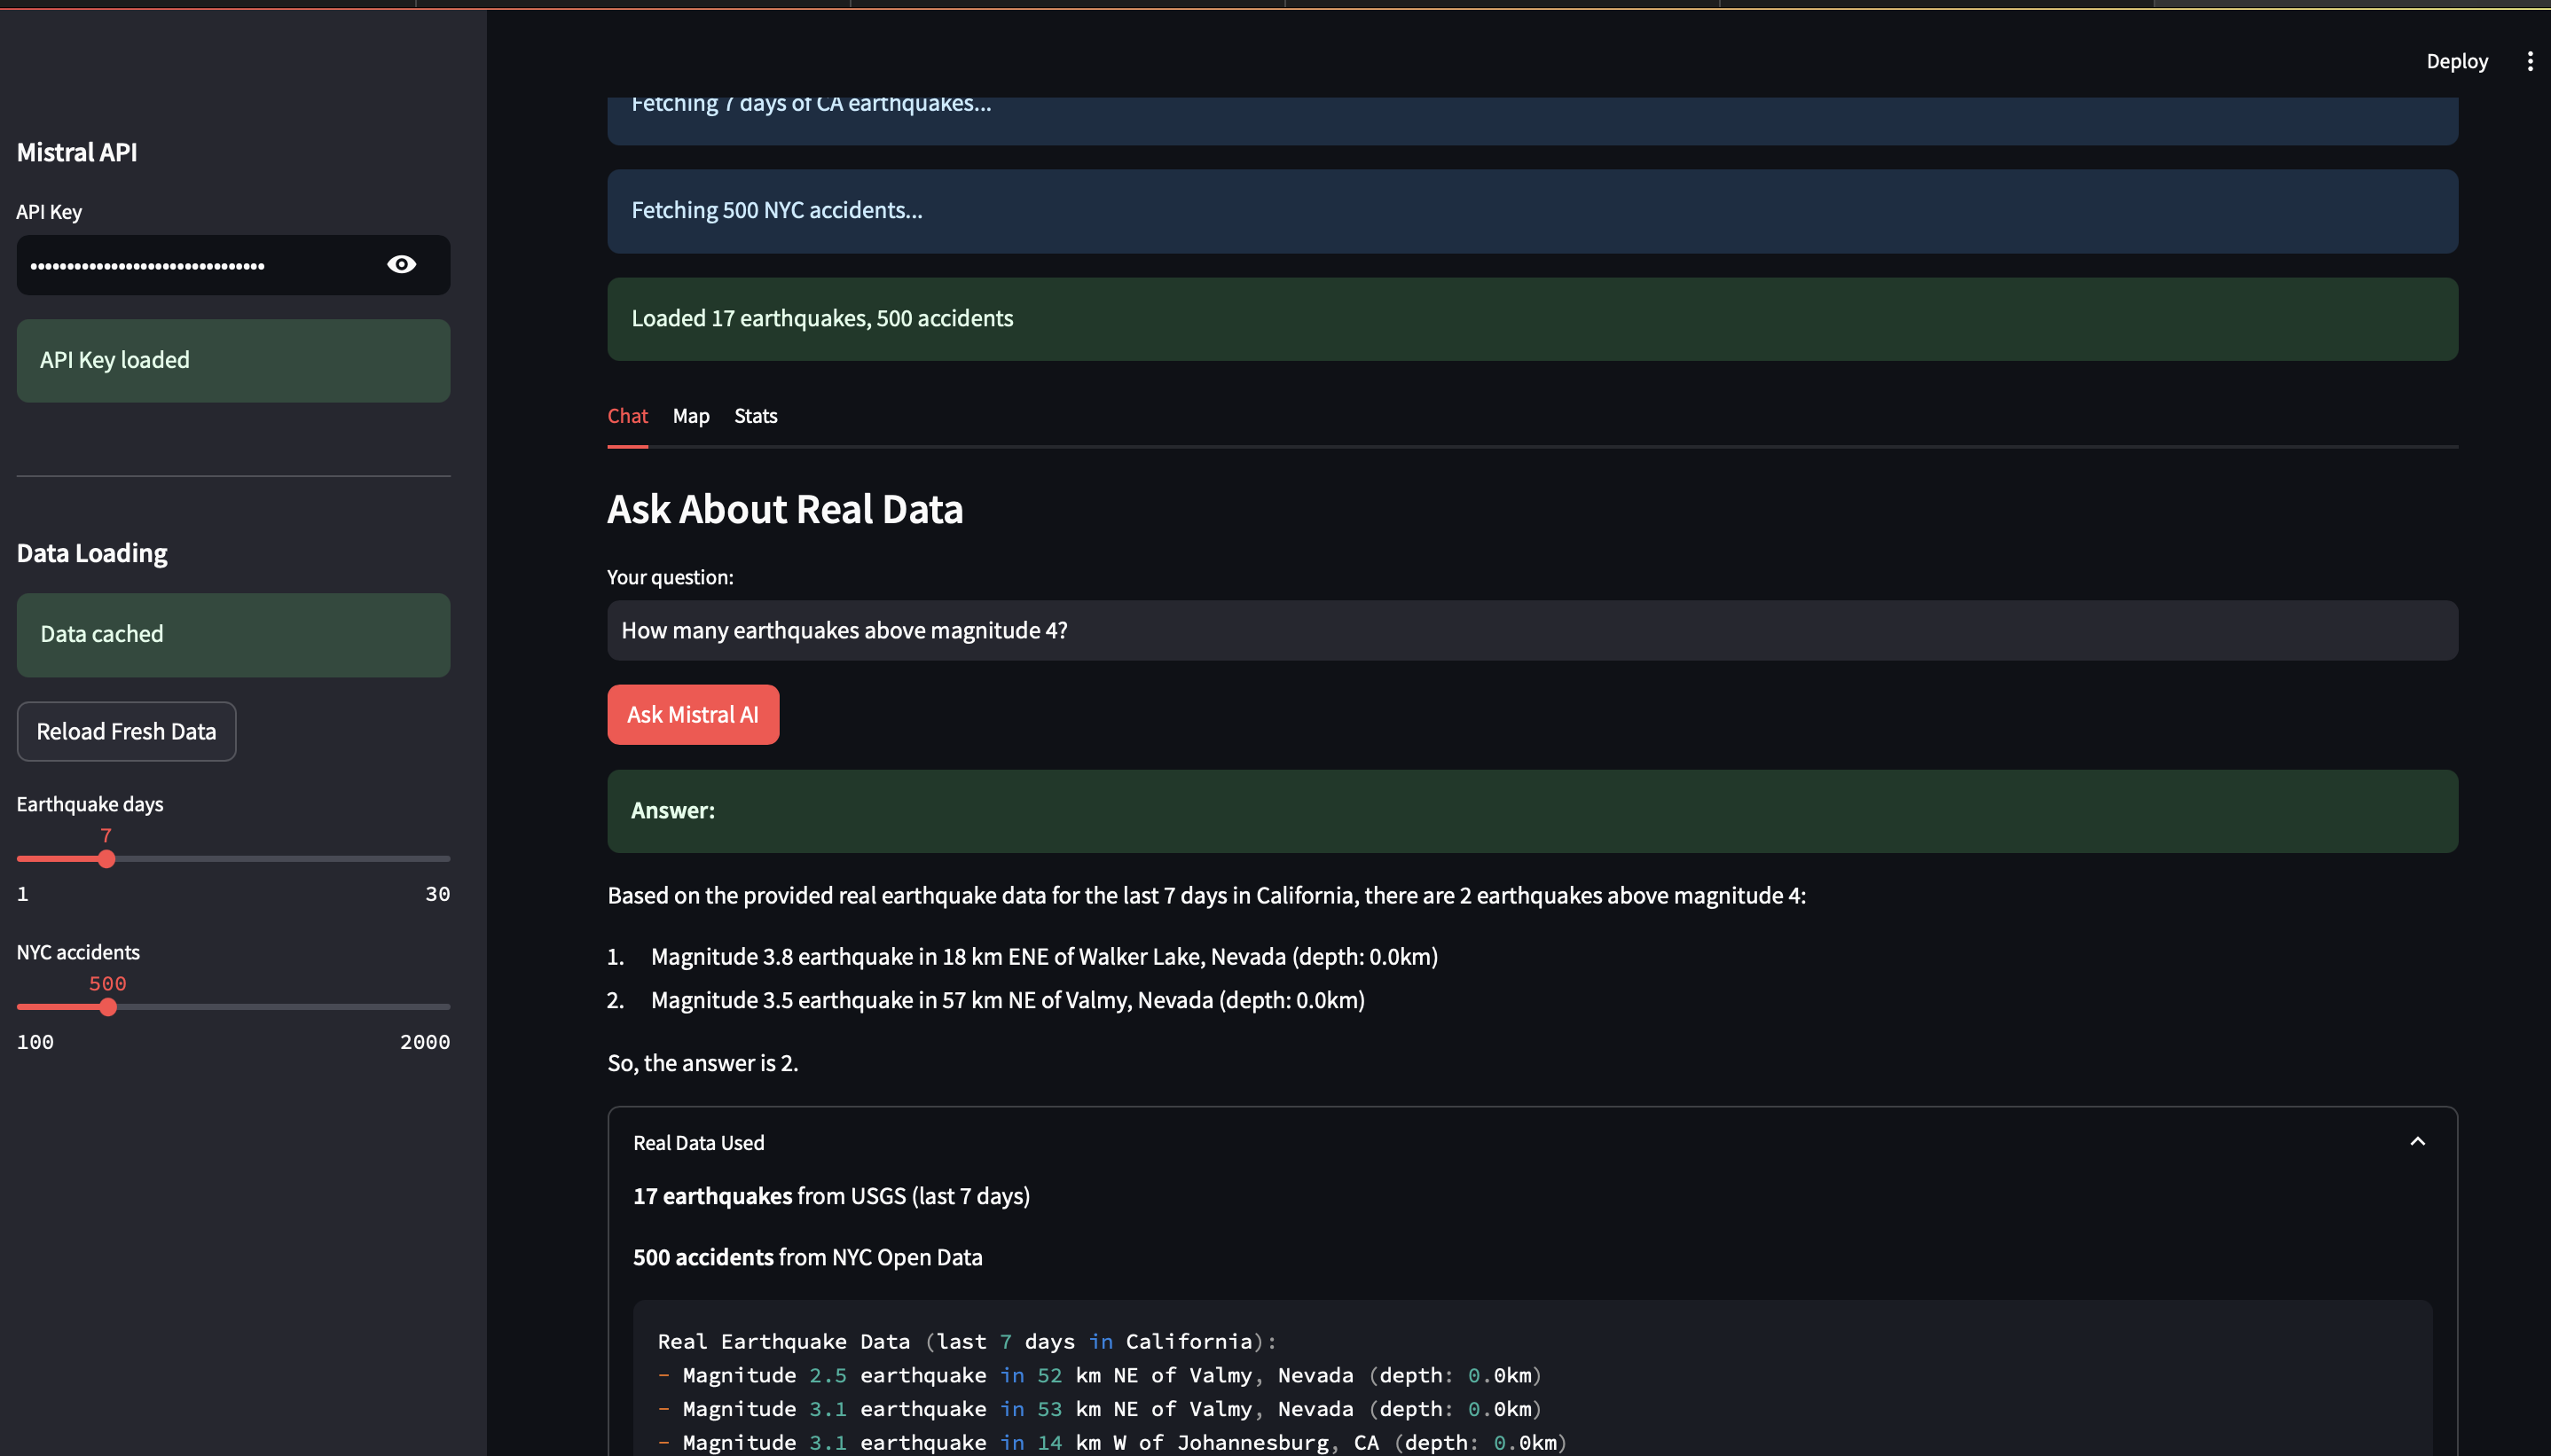 Deploy
Mistral API
API Key
API Key loaded
Data Loading
Data cached
Reload Fresh Data
Earthquake days
7
1 30
NYC accidents
500
100 2000
Fetching 7 days of CA earthquakes...
Fetching 500 NYC accidents...
Loaded 17 earthquakes, 500 accidents
Chat Map Stats
Ask About Real Data
Your question:
How many earthquakes above magnitude 4?
Ask Mistral AI
Answer:
Based on the provided real earthquake data for the last 7 days in California, there are 2 earthquakes above magnitude 4:
1. Magnitude 3.8 earthquake in 18 km ENE of Walker Lake, Nevada (depth: 0.0km)
2. Magnitude 3.5 earthquake in 57 km NE of Valmy, Nevada (depth: 0.0km)
So, the answer is 2.
Real Data Used
17 earthquakes from USGS (last 7 days)
500 accidents from NYC Open Data
Real Earthquake Data (last 7 days in California):
- Magnitude 2.5 earthquake in 52 km NE of Valmy, Nevada (depth: 0.0km)
- Magnitude 3.1 earthquake in 53 km NE of Valmy, Nevada (depth: 0.0km)
- Magnitude 3.1 earthquake in 14 km W of Johannesburg, CA (depth: 0.0km)